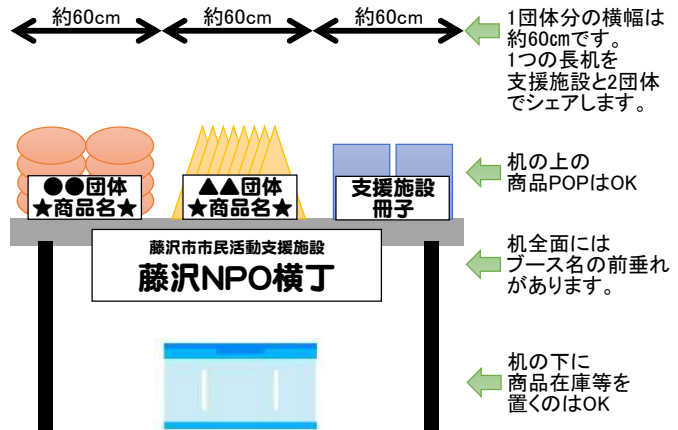 約60cm
約60cm
約60cm
1団体分の横幅は
約60㎝です。
1つの長机を
支援施設と2団体
でシェアします。
●●団体
★商品名★
▲▲団体
★商品名★
支援施設
冊子
机の上の
商品POPはOK
藤沢市市民活動支援施設
藤沢NPO横丁
机全面には
ブース名の前垂れ
があります。
机の下に
商品在庫等を
置くのはOK